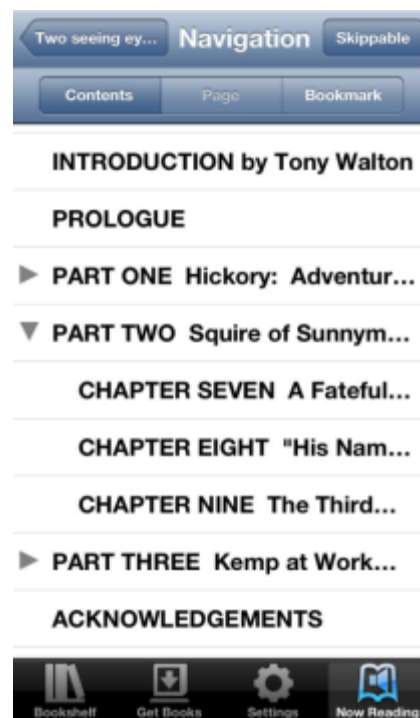 Two seeing ey... Navigation Skippable
Contents Page Bookmark
INTRODUCTION by Tony Walton
PROLOGUE
PART ONE Hickory: Adventur...
PART TWO Squire of Sunnym...
CHAPTER SEVEN A Fateful...
CHAPTER EIGHT "His Nam...
CHAPTER NINE The Third...
PART THREE Kemp at Work...
ACKNOWLEDGEMENTS
Bookshelf Get Books Settings Now Reading